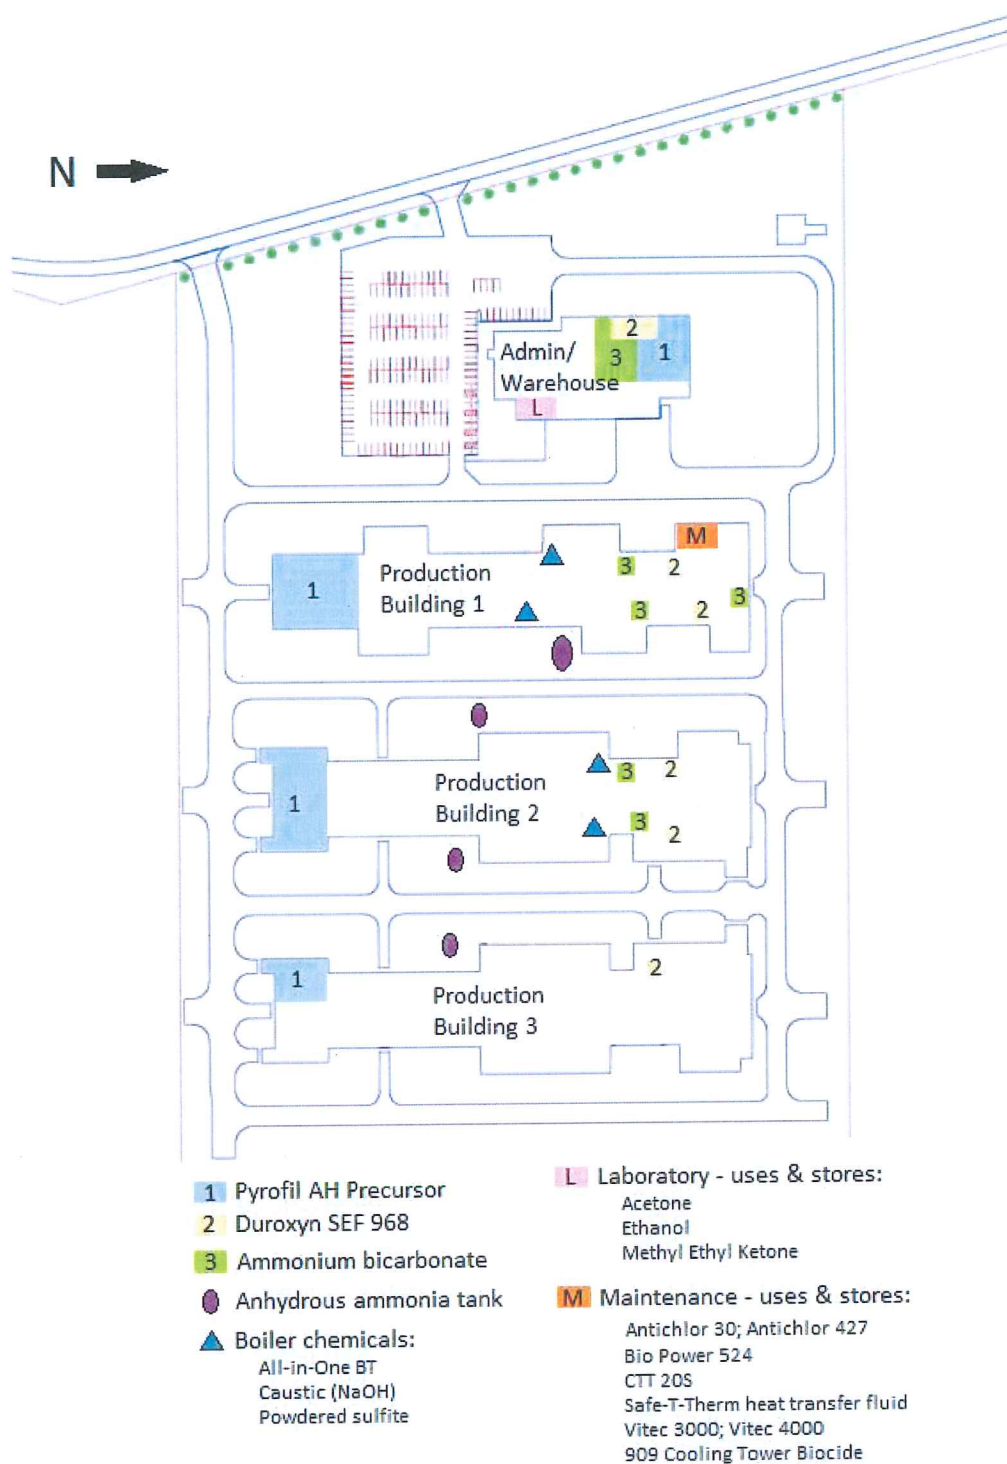 N
Admin/
Warehouse
2
3
1
L
M
1
Production
Building 1
3
2
3
2
3
1
Production
Building 2
3
2
3
2
1
Production
Building 3
2
1 Pyrofil AH Precursor
2 Duroxyn SEF 968
3 Ammonium bicarbonate
Anhydrous ammonia tank
Boiler chemicals:
All-in-One BT
Caustic (NaOH)
Powdered sulfite
L Laboratory - uses & stores:
Acetone
Ethanol
Methyl Ethyl Ketone
M Maintenance - uses & stores:
Antichlor 30; Antichlor 427
Bio Power 524
CTT 20S
Safe-T-Therm heat transfer fluid
Vitec 3000; Vitec 4000
909 Cooling Tower Biocide